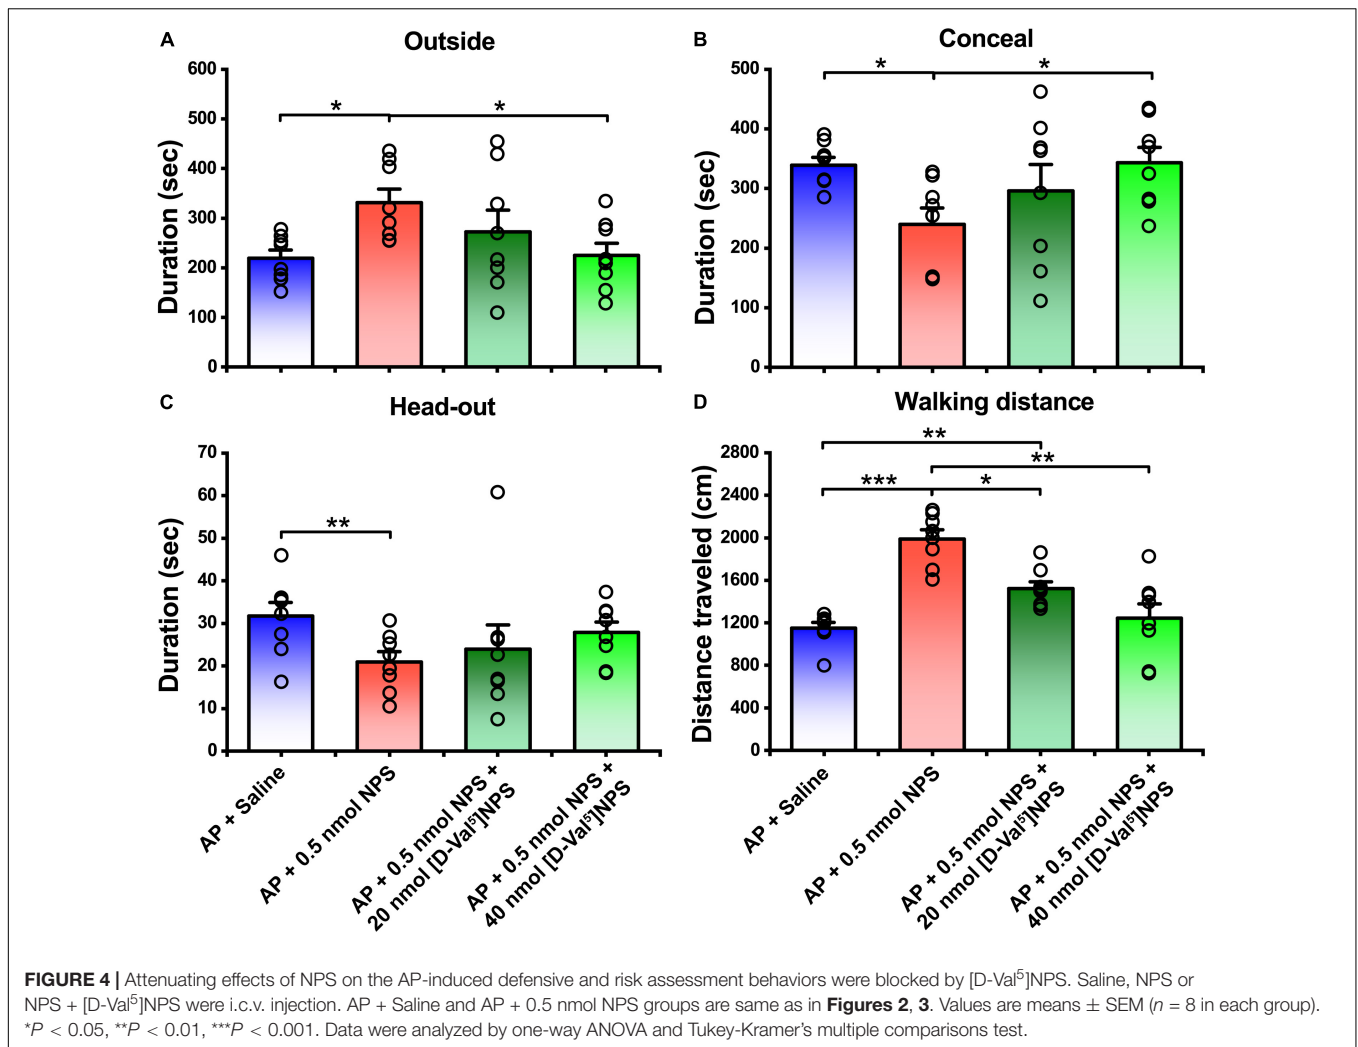 A
Outside
Duration (sec)
600
500
400
300
200
100
0
*
*
B
Conceal
Duration (sec)
500
400
300
200
100
0
*
*
C
Head-out
Duration (sec)
70
60
50
40
30
20
10
0
**
AP + Saline
AP + 0.5 nmol NPS
AP + 0.5 nmol NPS +
20 nmol [D-Val⁵]NPS
AP + 0.5 nmol NPS +
40 nmol [D-Val⁵]NPS
D
Walking distance
Distance traveled (cm)
2800
2400
2000
1600
1200
800
400
0
**
**
***
*
AP + Saline
AP + 0.5 nmol NPS
AP + 0.5 nmol NPS +
20 nmol [D-Val⁵]NPS
AP + 0.5 nmol NPS +
40 nmol [D-Val⁵]NPS
FIGURE 4 | Attenuating effects of NPS on the AP-induced defensive and risk assessment behaviors were blocked by [D-Val⁵]NPS. Saline, NPS or
NPS + [D-Val⁵]NPS were i.c.v. injection. AP + Saline and AP + 0.5 nmol NPS groups are same as in Figures 2, 3. Values are means ± SEM (n = 8 in each group).
*P < 0.05, **P < 0.01, ***P < 0.001. Data were analyzed by one-way ANOVA and Tukey-Kramer's multiple comparisons test.